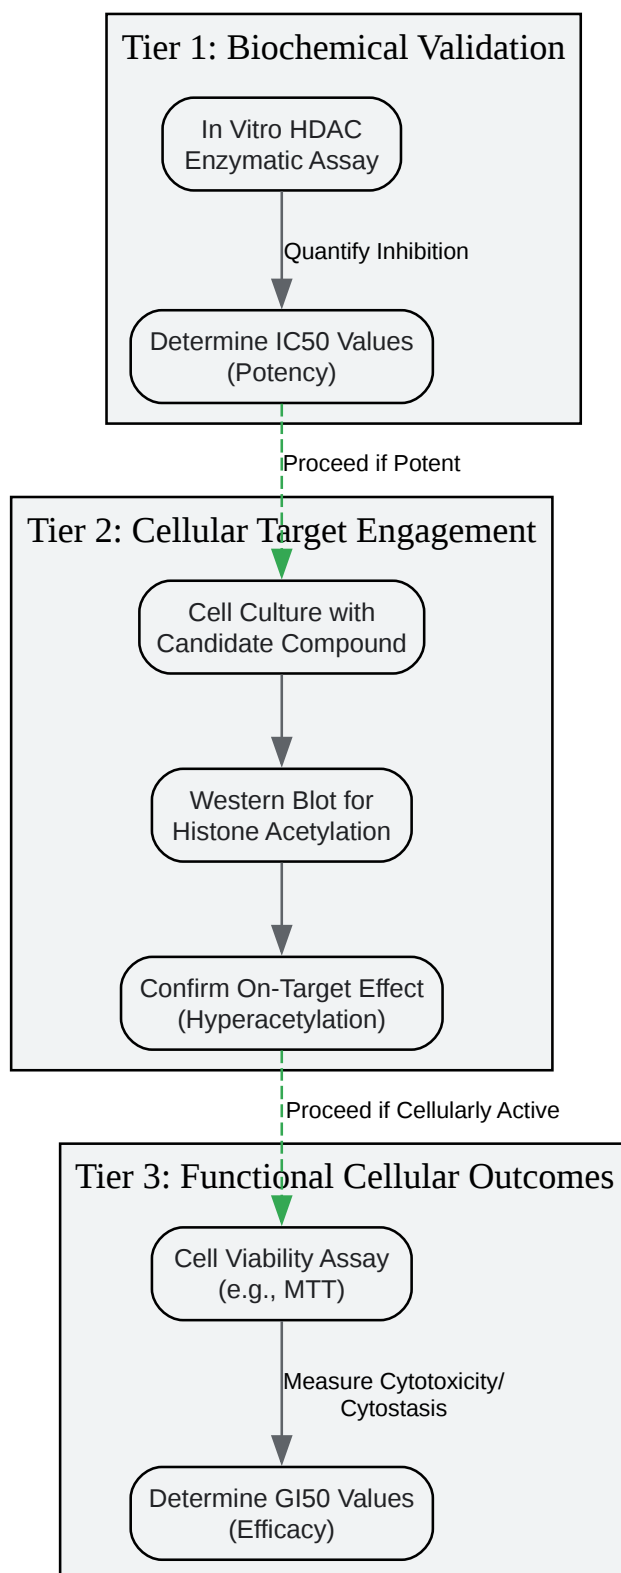 Tier 1: Biochemical Validation
In Vitro HDAC
Enzymatic Assay
Quantify Inhibition
Determine IC50 Values
(Potency)
Proceed if Potent
Tier 2: Cellular Target Engagement
Cell Culture with
Candidate Compound
Western Blot for
Histone Acetylation
Confirm On-Target Effect
(Hyperacetylation)
Proceed if Cellularly Active
Tier 3: Functional Cellular Outcomes
Cell Viability Assay
(e.g., MTT)
Measure Cytotoxicity/
Cytostasis
Determine GI50 Values
(Efficacy)